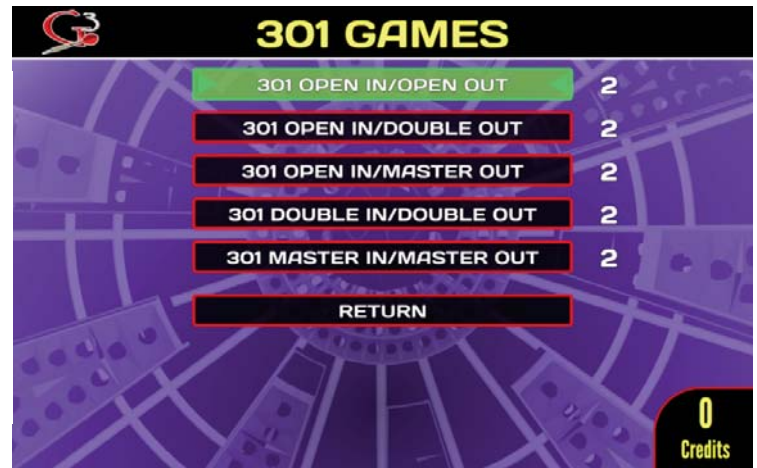 G3
301 GAMES
301 OPEN IN/OPEN OUT 2
301 OPEN IN/DOUBLE OUT 2
301 OPEN IN/MASTER OUT 2
301 DOUBLE IN/DOUBLE OUT 2
301 MASTER IN/MASTER OUT 2
RETURN
0
Credits